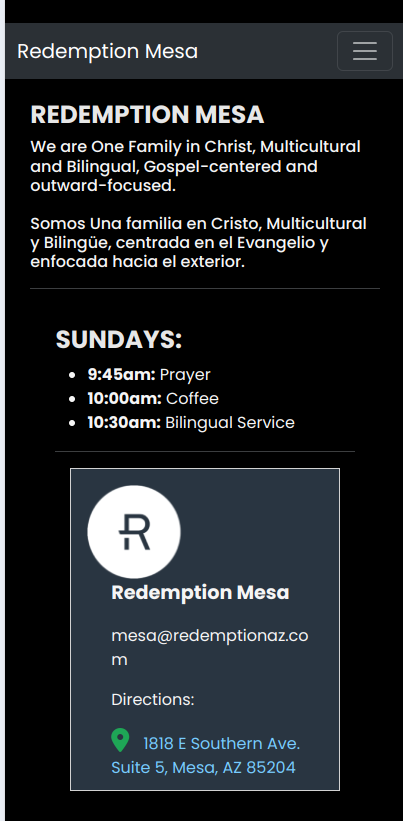 Redemption Mesa
REDEMPTION MESA
We are One Family in Christ, Multicultural
and Bilingual, Gospel-centered and
outward-focused.
Somos Una familia en Cristo, Multicultural
y Bilingüe, centrada en el Evangelio y
enfocada hacia el exterior.
SUNDAYS:
9:45am: Prayer
10:00am: Coffee
10:30am: Bilingual Service
R
Redemption Mesa
mesa@redemptionaz.co
m
Directions:
1818 E Southern Ave.
Suite 5, Mesa, AZ 85204